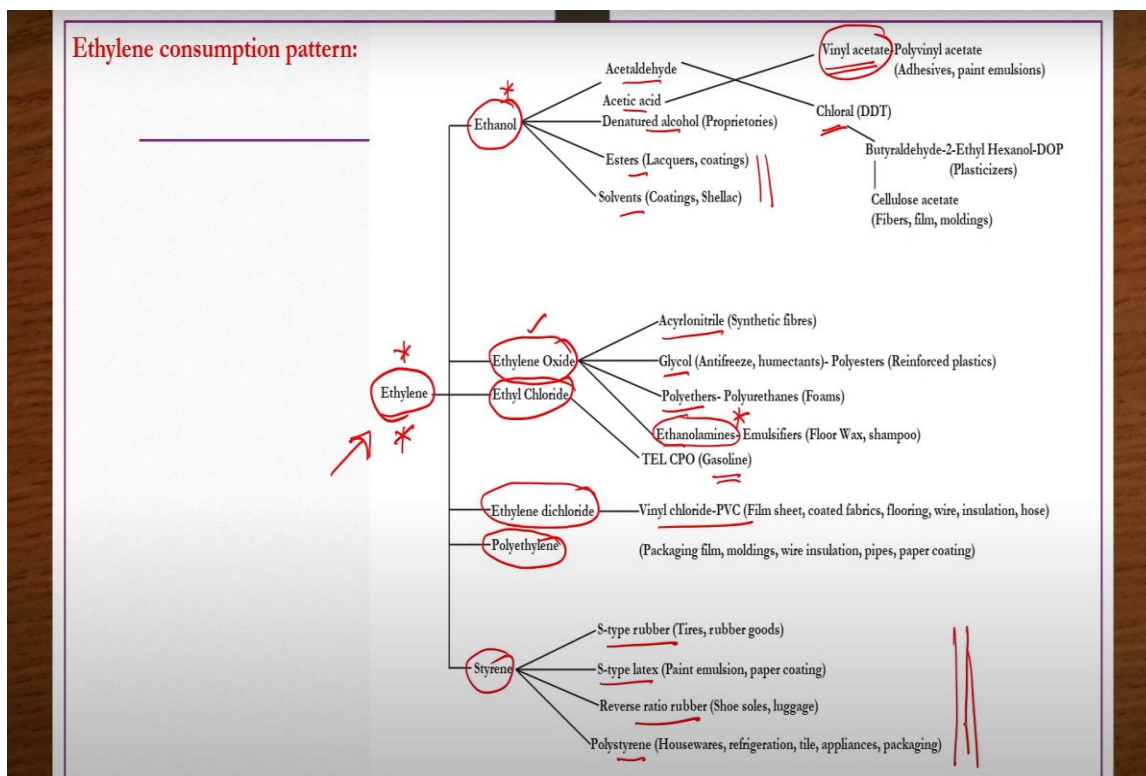 Ethylene consumption pattern:
Vinyl acetate-Polyvinyl acetate
(Adhesives, paint emulsions)
Acetaldehyde
Acetic acid
Chloral (DDT)
Ethanol
Denatured alcohol (Proprietories)
Butyraldehyde-2-Ethyl Hexanol-DOP
(Plasticizers)
Esters (Lacquers, coatings)
Solvents (Coatings, Shellac)
Cellulose acetate
(Fibers, film, moldings)
Acyrlonitrile (Synthetic fibres)
Ethylene Oxide
Glycol (Antifreeze, humectants)- Polyesters (Reinforced plastics)
Ethylene
Ethyl Chloride
Polyethers- Polyurethanes (Foams)
Ethanolamines- Emulsifiers (Floor Wax, shampoo)
TEL CPO (Gasoline)
Ethylene dichloride
Vinyl chloride-PVC (Film sheet, coated fabrics, flooring, wire, insulation, hose)
Polyethylene
(Packaging film, moldings, wire insulation, pipes, paper coating)
S-type rubber (Tires, rubber goods)
Styrene
S-type latex (Paint emulsion, paper coating)
Reverse ratio rubber (Shoe soles, luggage)
Polystyrene (Housewares, refrigeration, tile, appliances, packaging)